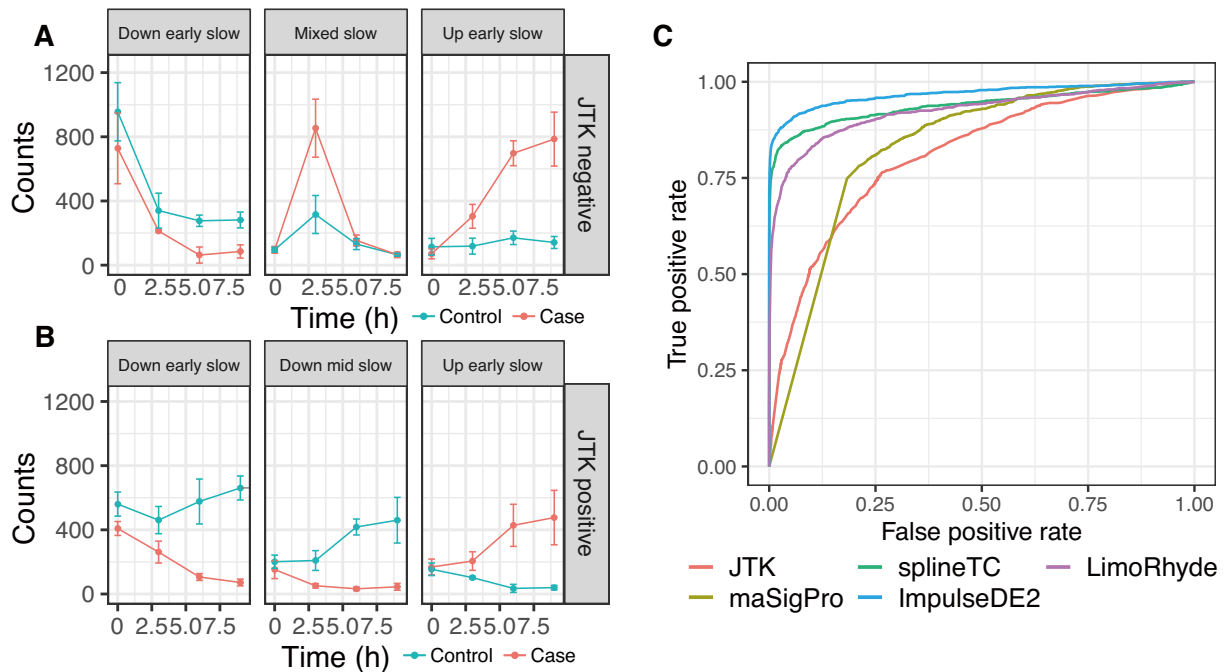 A
Down early slow Mixed slow Up early slow
1200
800
400
0
Counts
JTK negative
0 2.55.07.5 0 2.55.07.5 0 2.55.07.5
Time (h) Control Case
B
Down early slow Down mid slow Up early slow
1200
800
400
0
Counts
JTK positive
0 2.55.07.5 0 2.55.07.5 0 2.55.07.5
Time (h) Control Case
C
1.00
0.75
0.50
0.25
0.00
True positive rate
0.00 0.25 0.50 0.75 1.00
False positive rate
JTK splineTC LimoRhyde
maSigPro ImpulseDE2